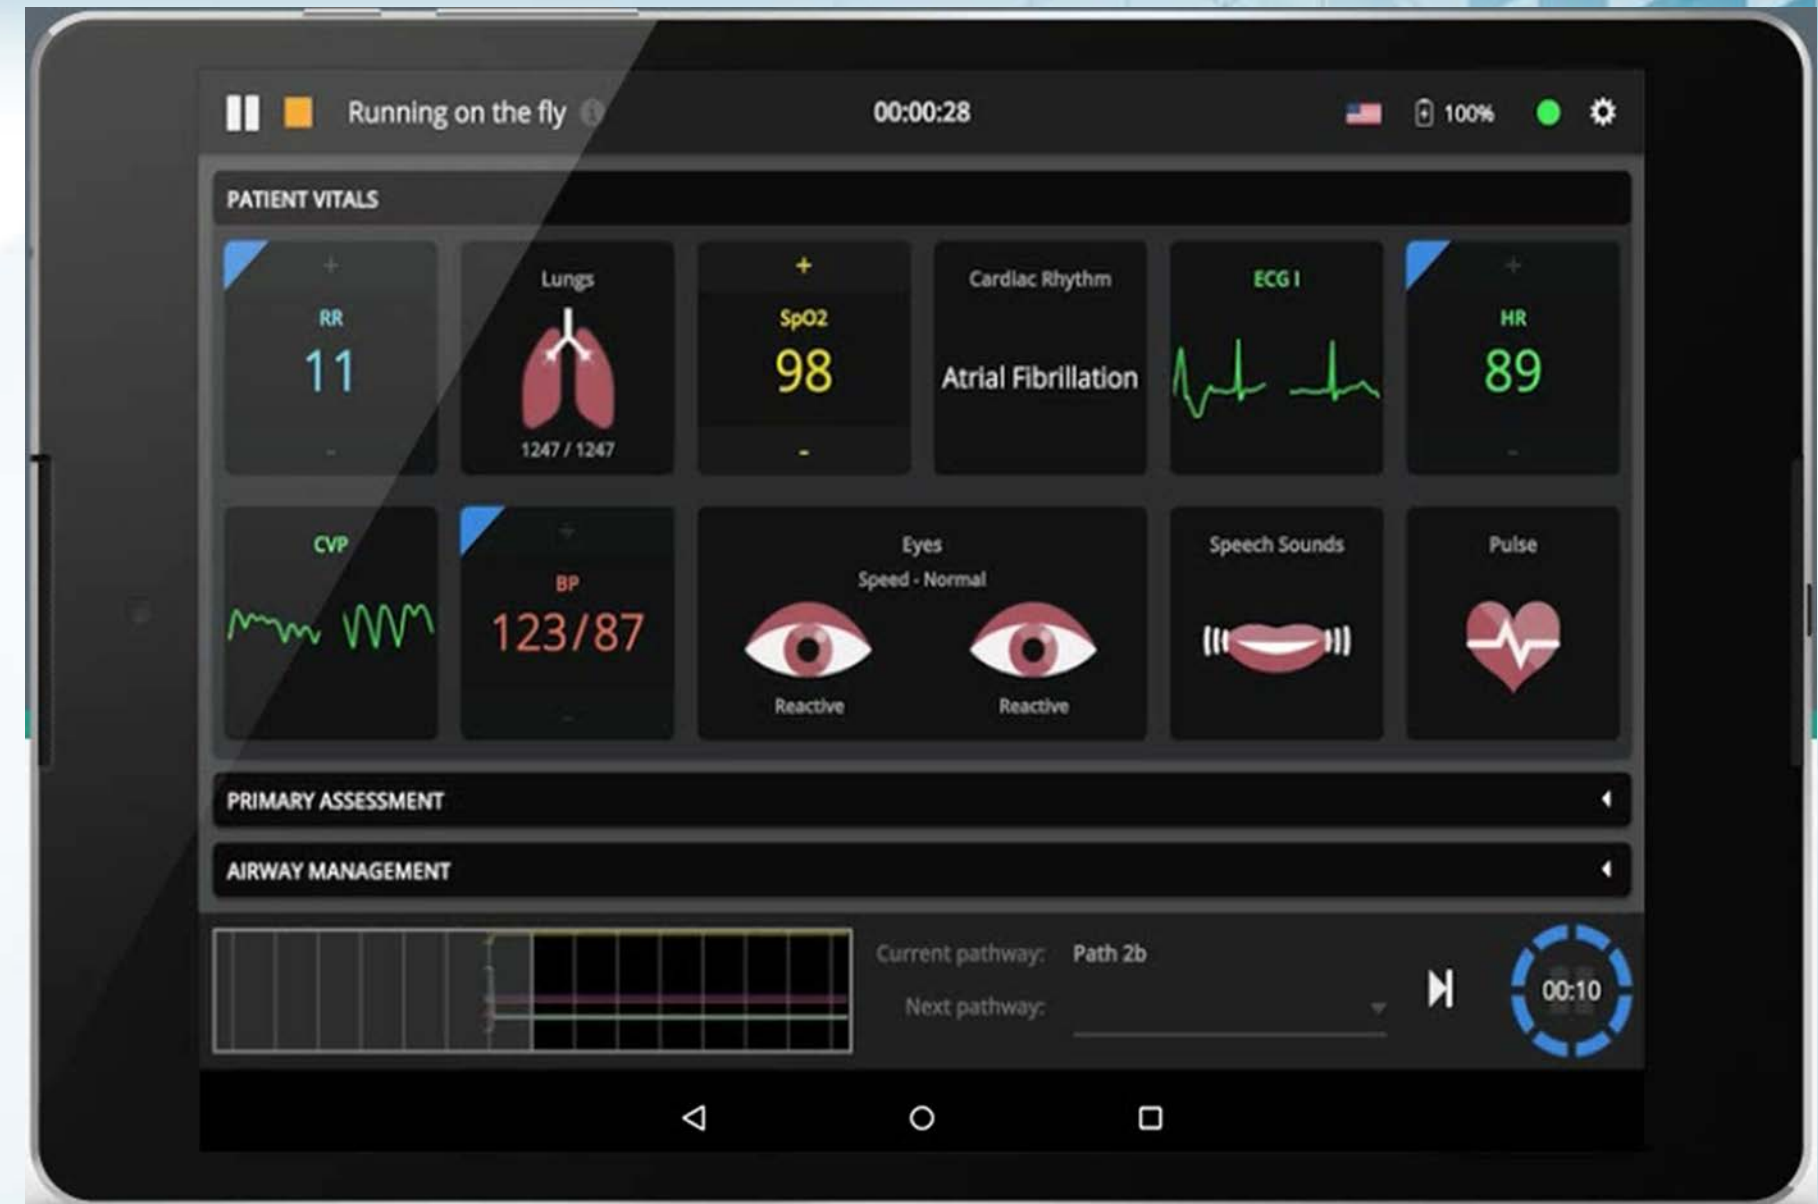 Running on the fly
00:00:28
100%
PATIENT VITALS
+
RR
11
-
Lungs
1247 / 1247
+
SpO2
98
-
Cardiac Rhythm
Atrial Fibrillation
ECG I
+
HR
89
-
CVP
+
BP
123/87
-
Eyes
Speed - Normal
Reactive
Reactive
Speech Sounds
Pulse
PRIMARY ASSESSMENT
AIRWAY MANAGEMENT
Current pathway: Path 2b
Next pathway:
00:10